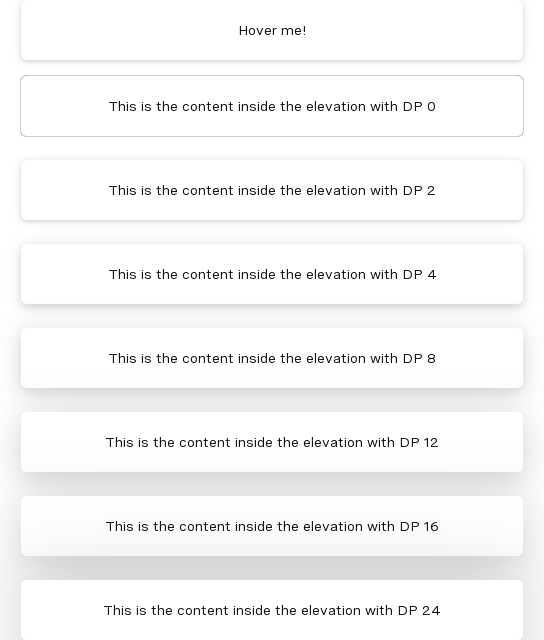 Hover me!
This is the content inside the elevation with DP 0
This is the content inside the elevation with DP 2
This is the content inside the elevation with DP 4
This is the content inside the elevation with DP 8
This is the content inside the elevation with DP 12
This is the content inside the elevation with DP 16
This is the content inside the elevation with DP 24